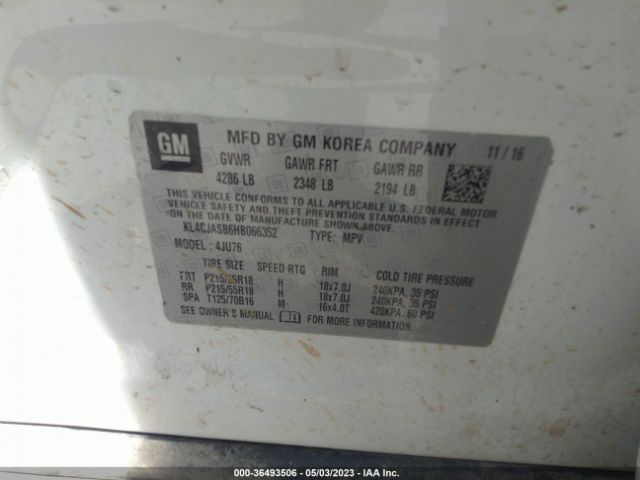 GM MFD BY GM KOREA COMPANY 11/16
GVWR GAWR FRT GAWR RR
4286 LB 2348 LB 2194 LB
THIS VEHICLE CONFORMS TO ALL APPLICABLE U.S. FEDERAL MOTOR
VEHICLE SAFETY, BUMPER, AND THEFT PREVENTION STANDARDS IN EFFECT
ON THE DATE OF MANUFACTURE SHOWN ABOVE.
KL4CJASB6HB066352 TYPE: MPV
MODEL: 4JU76
TIRE SIZE SPEED RTG RIM COLD TIRE PRESSURE
FRT P215/55R18 H 18x7.0J 240KPA, 35 PSI
RR P215/55R18 H 18x7.0J 240KPA, 35 PSI
SPA T125/70B16 M 16x4.0T 420KPA, 60 PSI
SEE OWNER'S MANUAL FOR MORE INFORMATION.
000-36493506 - 05/03/2023 - IAA Inc.